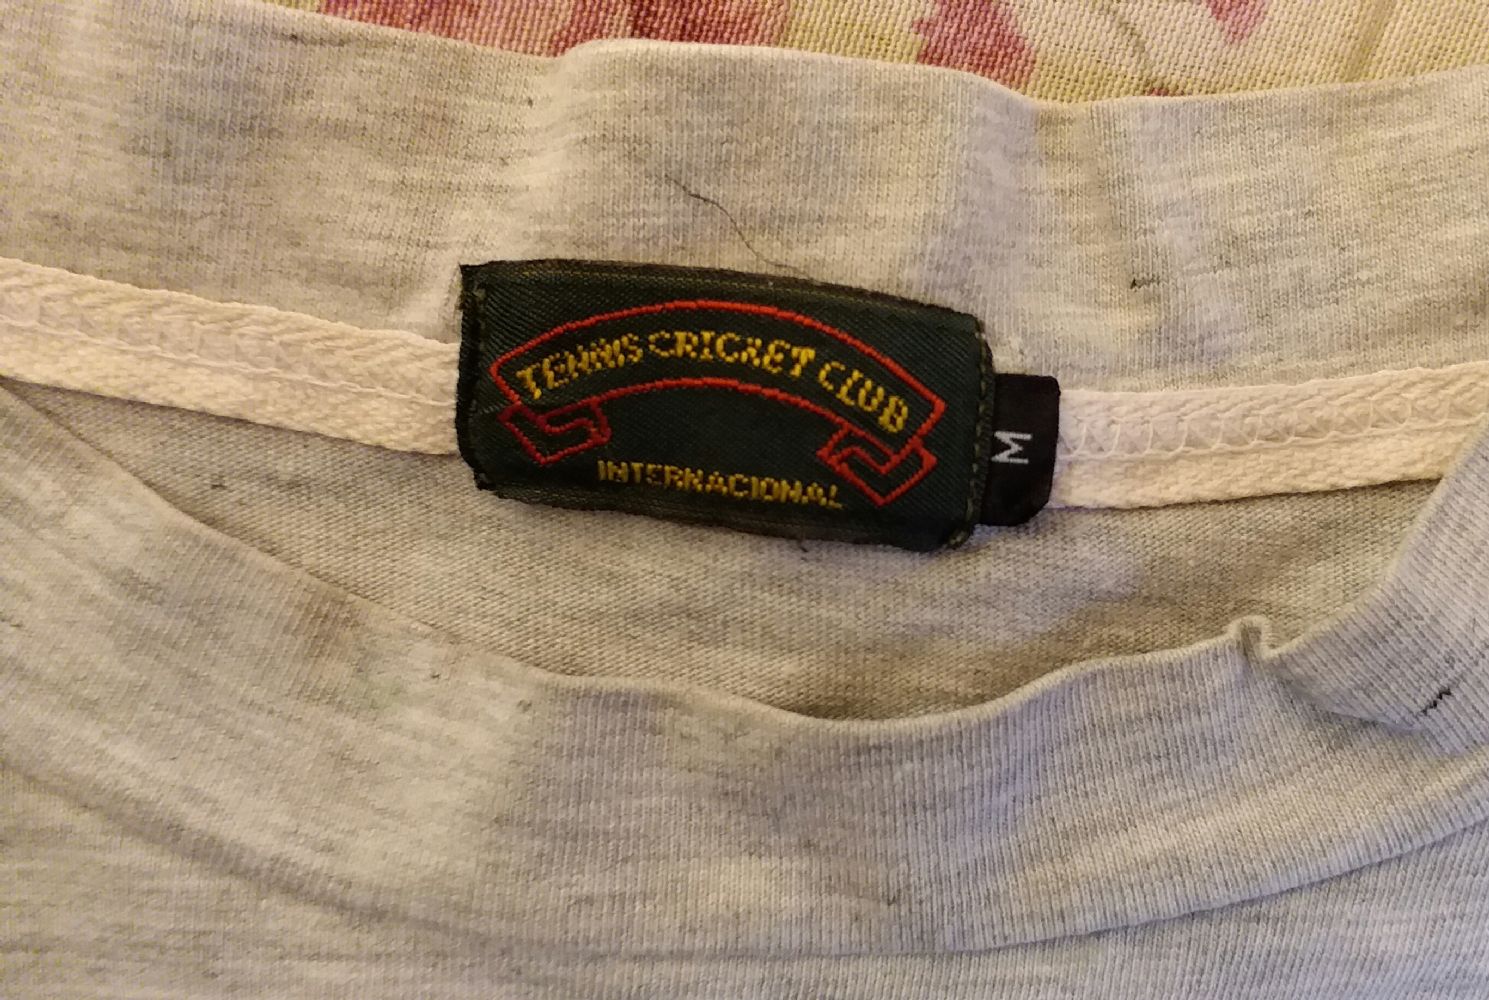 TENNIS CRICKET CLUB
INTERNACIONAL
M